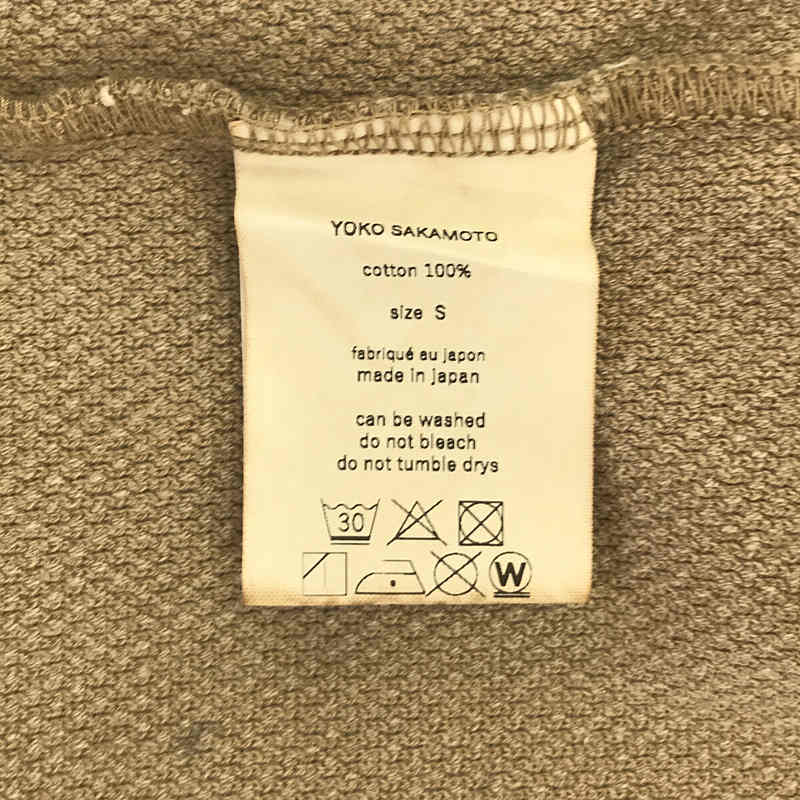 YOKO SAKAMOTO
cotton 100%
size S
fabriqué au japon
made in japan
can be washed
do not bleach
do not tumble drys
30
W